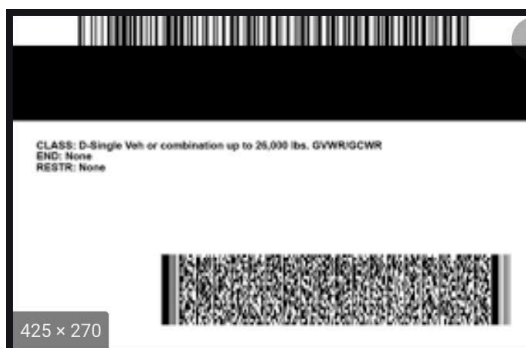 CLASS: D-Single Veh or combination up to 26,000 lbs. GVWR/GCWR
END: None
RESTR: None
425 × 270